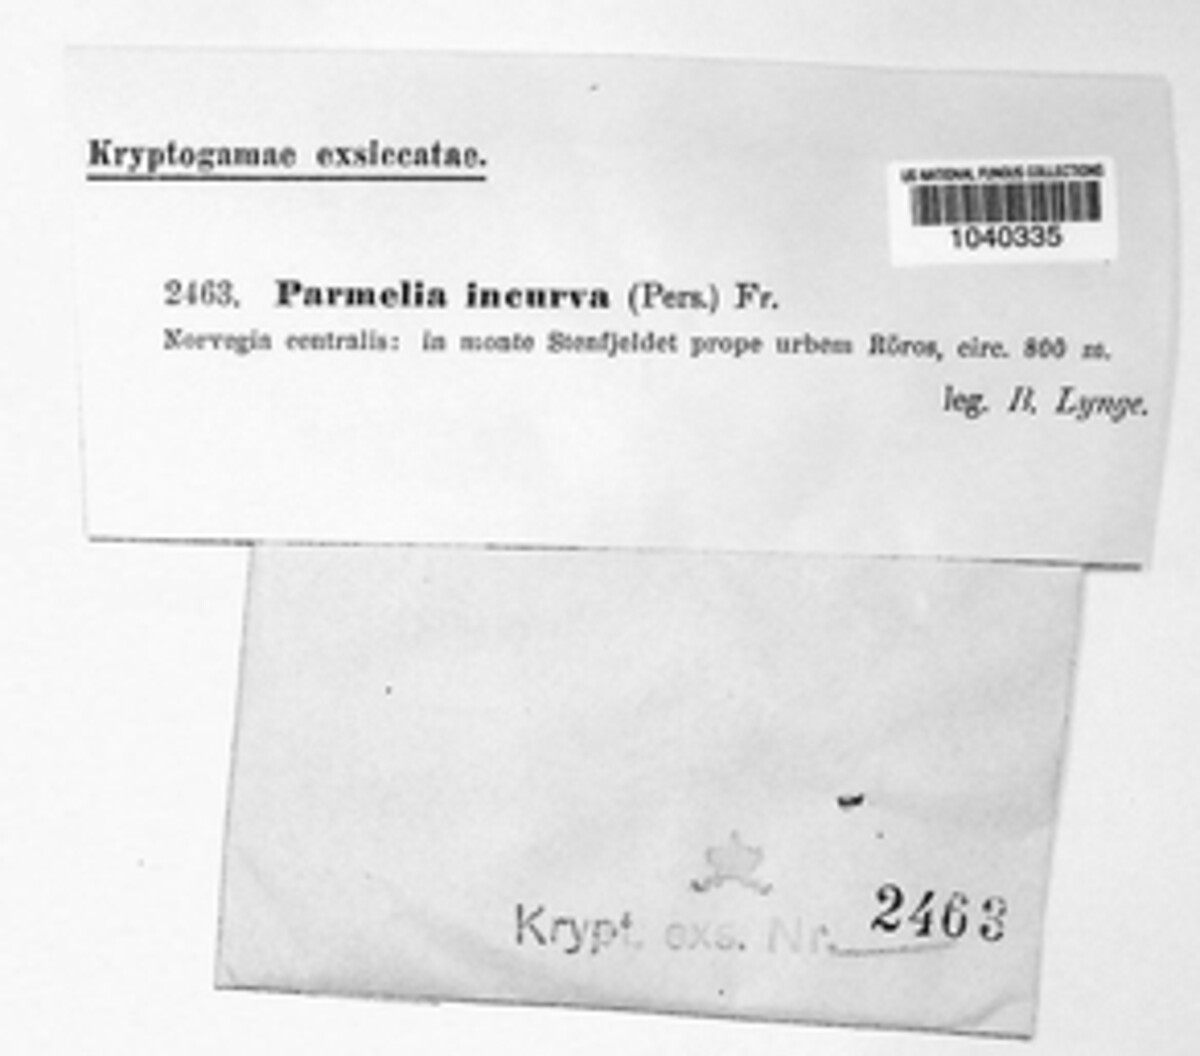 Kryptogamae exsiccatae.
US NATIONAL FUNGUS COLLECTIONS
1040335
2463. Parmelia incurva (Pers.) Fr.
Norvegia centralis: in monte Stenfjeldet prope urbem Röros, circ. 800 m.
leg. B. Lynge.
Krypt. exs. Nr. 2463